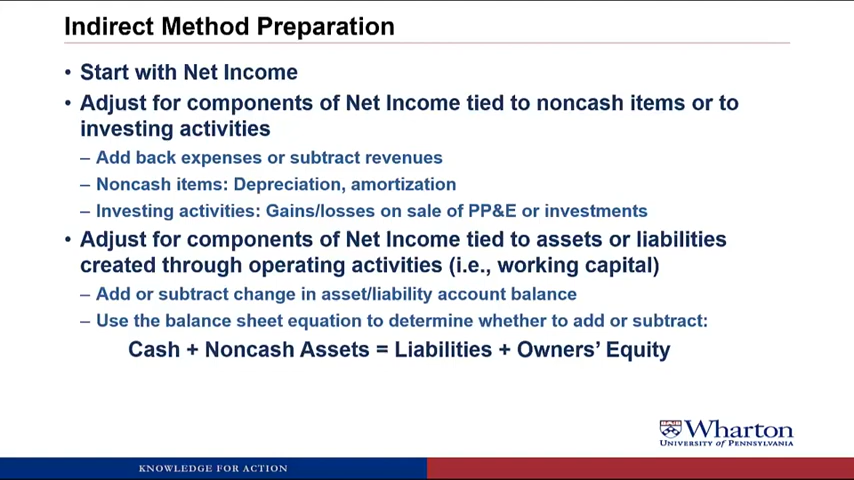 Indirect Method Preparation
• Start with Net Income
• Adjust for components of Net Income tied to noncash items or to
investing activities
– Add back expenses or subtract revenues
– Noncash items: Depreciation, amortization
– Investing activities: Gains/losses on sale of PP&E or investments
• Adjust for components of Net Income tied to assets or liabilities
created through operating activities (i.e., working capital)
– Add or subtract change in asset/liability account balance
– Use the balance sheet equation to determine whether to add or subtract:
Cash + Noncash Assets = Liabilities + Owners’ Equity
Wharton
UNIVERSITY of PENNSYLVANIA
KNOWLEDGE FOR ACTION